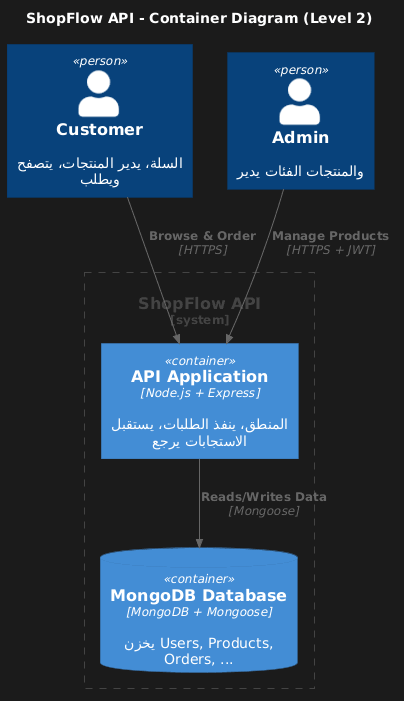 ShopFlow API - Container Diagram (Level 2)
«person»
Customer
السلة، يدير المنتجات، يتصفح
ويطلب
«person»
Admin
والمنتجات الفئات يدير
Browse & Order
[HTTPS]
Manage Products
[HTTPS + JWT]
ShopFlow API
[system]
«container»
API Application
[Node.js + Express]
المنطق، ينفذ الطلبات، يستقبل
الاستجابات يرجع
Reads/Writes Data
[Mongoose]
«container»
MongoDB Database
[MongoDB + Mongoose]
يخزن Users, Products,
Orders, ...